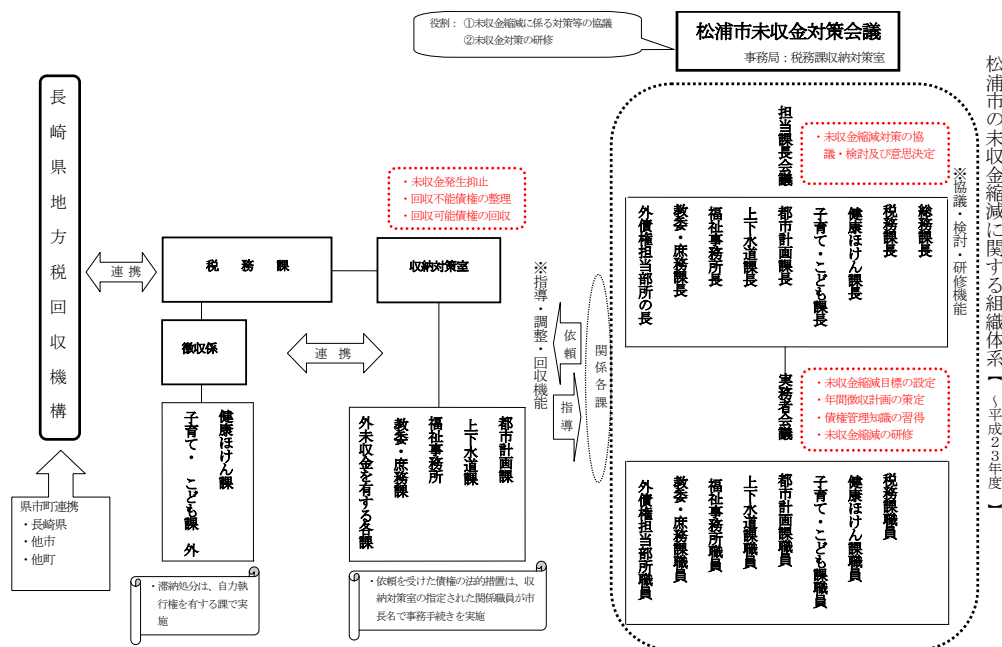 松浦市の未収金縮減に関する組織体系【 ~平成23年度 】
役割： ①未収金縮減に係る対策等の協議
②未収金対策の研修
松浦市未収金対策会議
事務局：税務課収納対策室
担当課長会議
・未収金縮減対策の協
議・検討及び意思決定
※協議・検討・研修機能
総務課長
税務課長
健康ほけん課長
子育て・こども課長
都市計画課長
上下水道課長
福祉事務所長
教委・庶務課長
外債権担当部所の長
実務者会議
・未収金縮減目標の設定
・年間徴収計画の策定
・債権管理知識の習得
・未収金縮減の研修
税務課職員
健康ほけん課職員
子育て・こども課職員
都市計画課職員
上下水道課職員
福祉事務所職員
教委・庶務課職員
外債権担当部所職員
関係各課
依頼
指導
※指導・調整・回収機能
・未収金発生抑止
・回収不能債権の整理
・回収可能債権の回収
収納対策室
税 務 課
連 携
長崎県地方税回収機構
徴収係
連 携
都市計画課
上下水道課
福祉事務所
教委・庶務課
外未収金を有する各課
健康ほけん課
子育て・こども課 外
県市町連携
・長崎県
・他市
・他町
・滞納処分は、自力執
行権を有する課で実
施
・依頼を受けた債権の法的措置は、収
納対策室の指定された関係職員が市
長名で事務手続きを実施